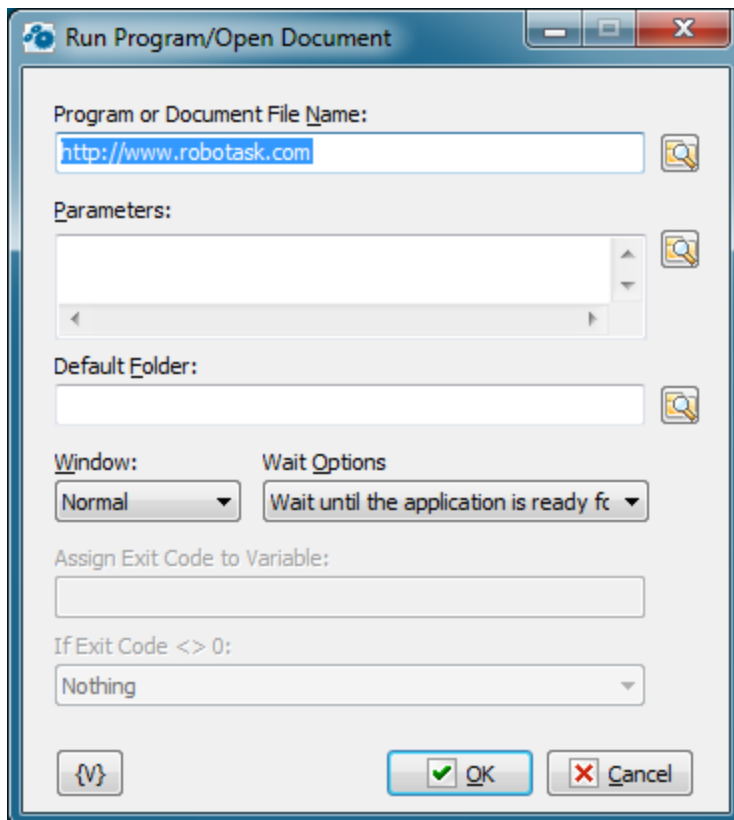 Run Program/Open Document
Program or Document File Name:
http://www.robotask.com
Parameters:
Default Folder:
Window: Wait Options
Normal Wait until the application is ready fo
Assign Exit Code to Variable:
If Exit Code <> 0:
Nothing
{V} OK Cancel